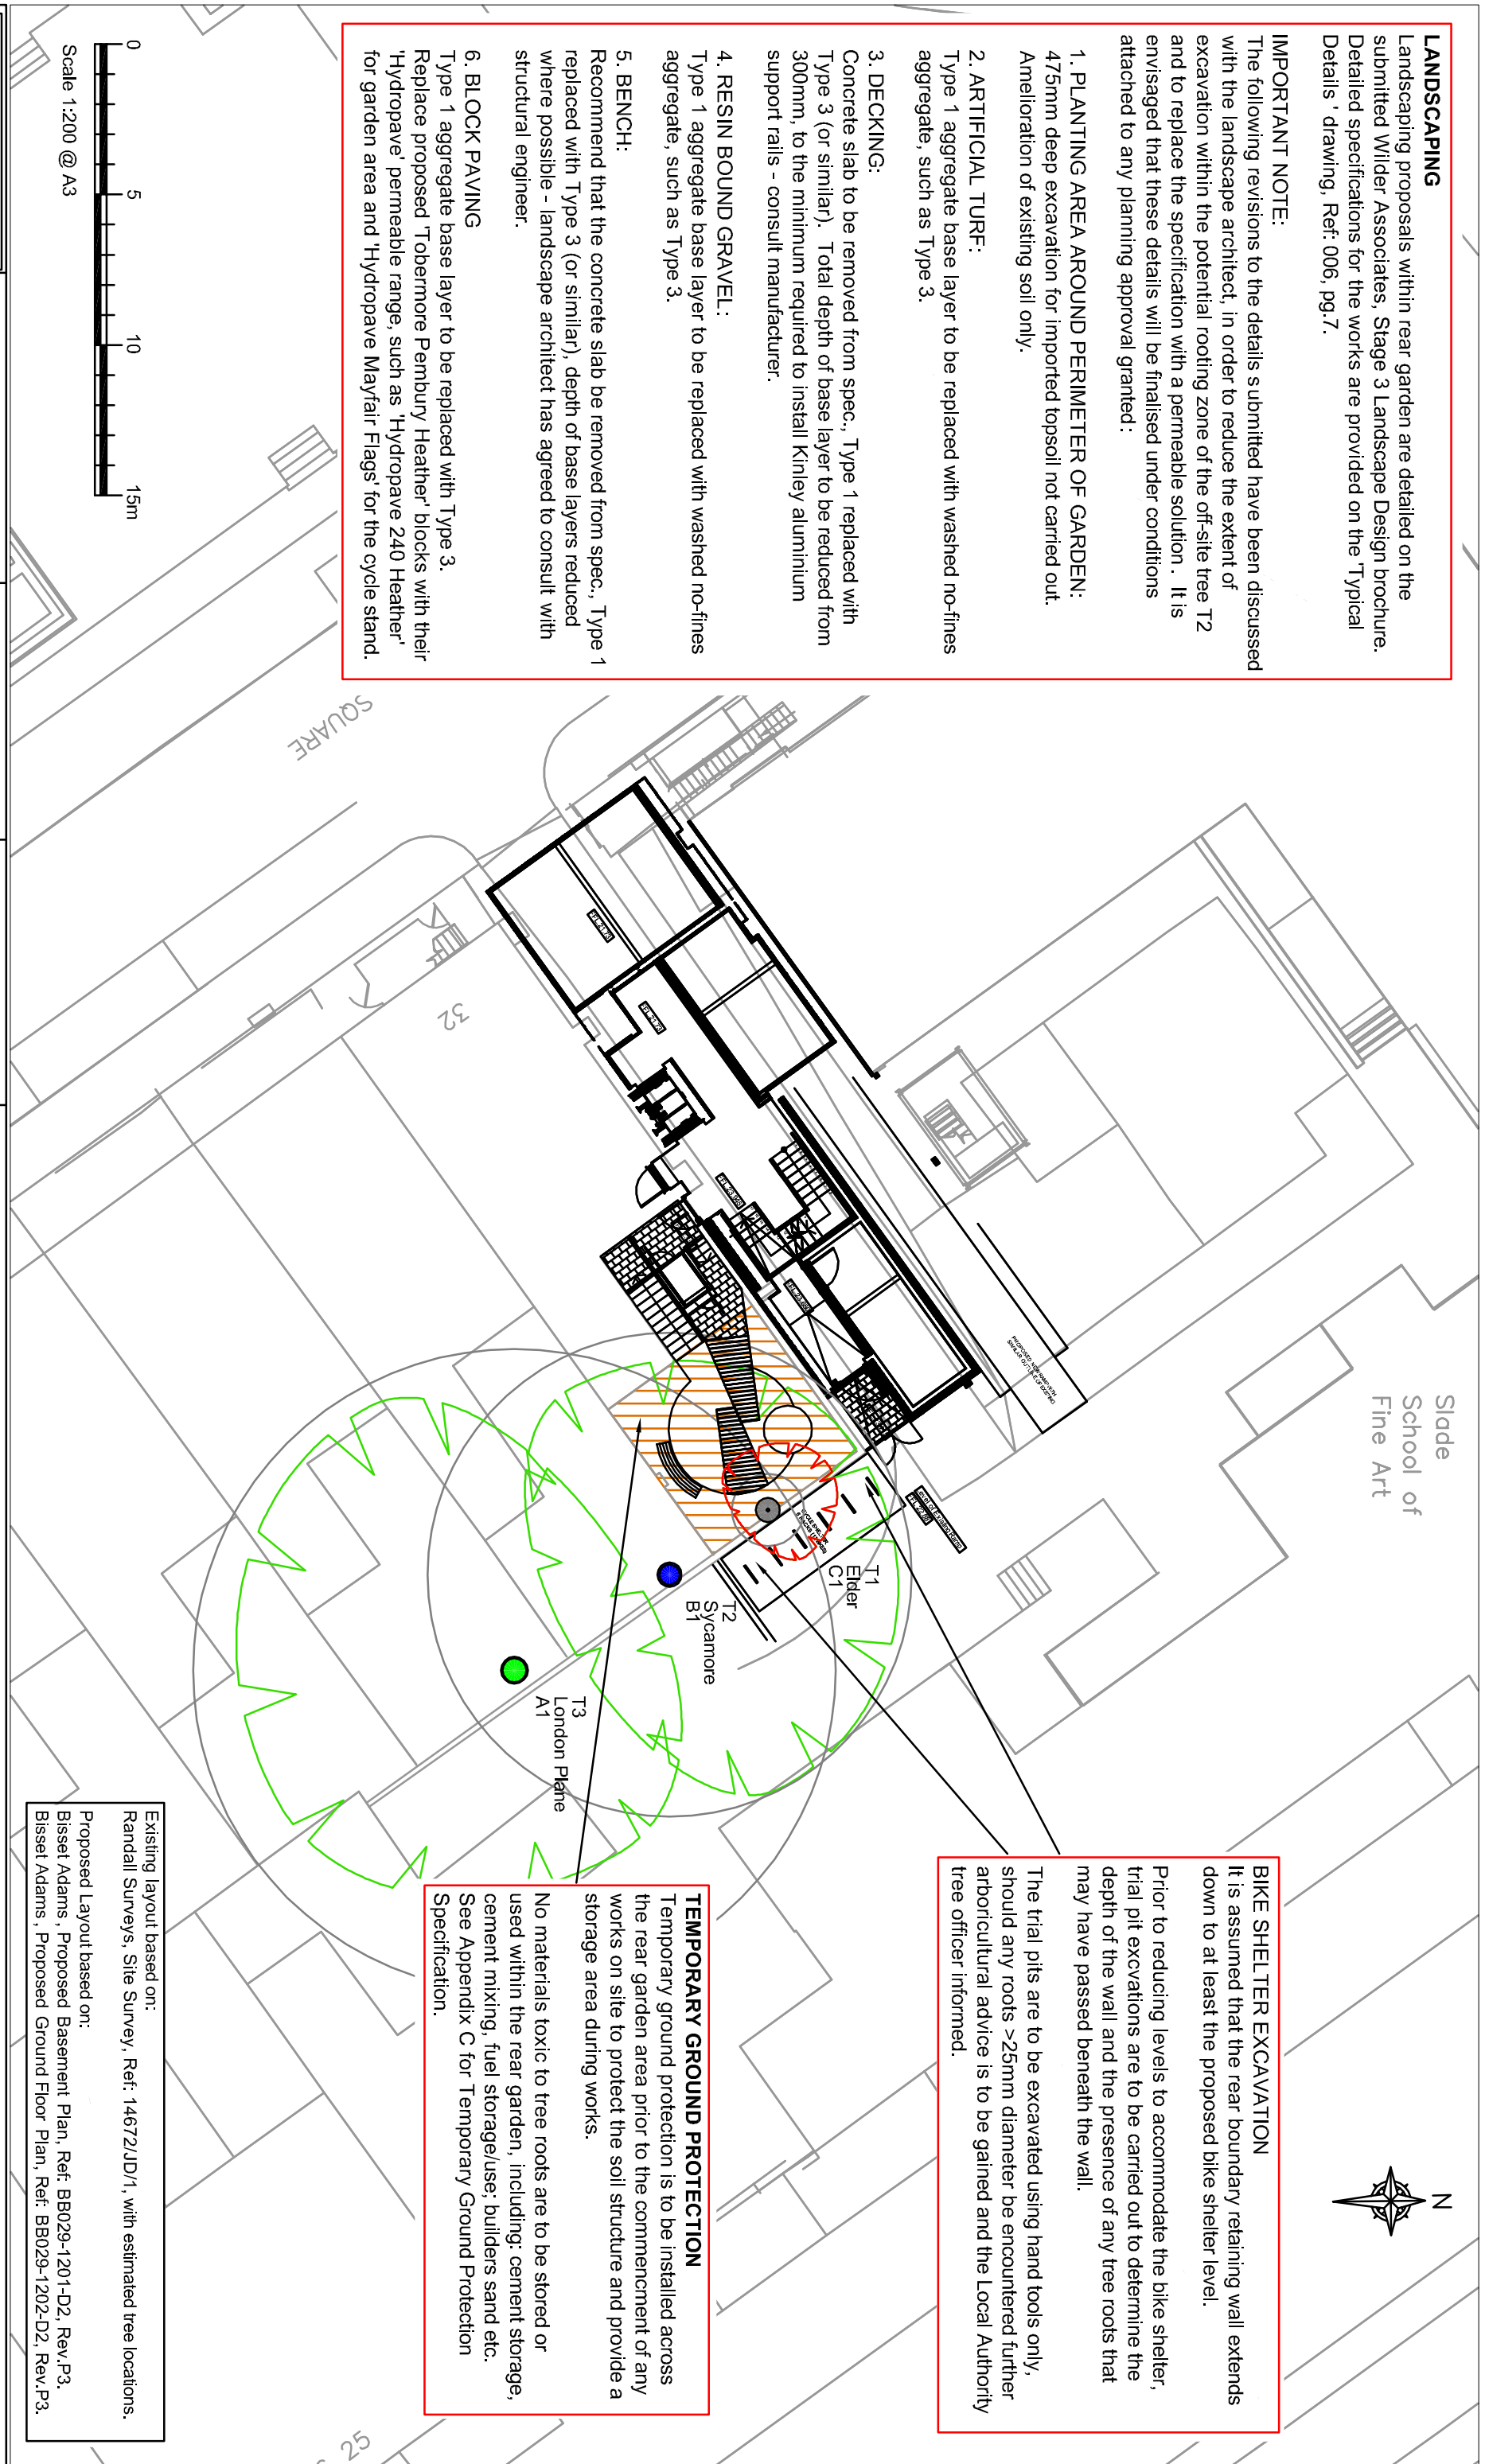 LANDSCAPING
Landscaping proposals within rear garden are detailed on the
submitted Wilder Associates, Stage 3 Landscape Design brochure.
Detailed specifications for the works are provided on the 'Typical
Details ' drawing, Ref: 006, pg.7.
IMPORTANT NOTE:
The following revisions to the details submitted have been discussed
with the landscape architect, in order to reduce the extent of
excavation within the potential rooting zone of the off-site tree T2
and to replace the specification with a permeable solution . It is
envisaged that these details will be finalised under conditions
attached to any planning approval granted:
1. PLANTING AREA AROUND PERIMETER OF GARDEN:
475mm deep excavation for imported topsoil not carried out.
Amelioration of existing soil only.
2. ARTIFICIAL TURF:
Type 1 aggregate base layer to be replaced with washed no-fines
aggregate, such as Type 3.
3. DECKING:
Concrete slab to be removed from spec., Type 1 replaced with
Type 3 (or similar). Total depth of base layer to be reduced from
300mm, to the minimum required to install Kinley aluminium
support rails - consult manufacturer.
4. RESIN BOUND GRAVEL:
Type 1 aggregate base layer to be replaced with washed no-fines
aggregate, such as Type 3.
5. BENCH:
Recommend that the concrete slab be removed from spec., Type 1
replaced with Type 3 (or similar), depth of base layers reduced
where possible - landscape architect has agreed to consult with
structural engineer.
6. BLOCK PAVING
Type 1 aggregate base layer to be replaced with Type 3.
Replace proposed 'Tobermore Pembury Heather' blocks with their
'Hydropave' permeable range, such as 'Hydropave 240 Heather'
for garden area and 'Hydropave Mayfair Flags' for the cycle stand.
0
5
10
15m
Scale 1:200 @ A3
SQUARE
32
Slade
School of
Fine Art
Level of Existing Ramp
T1
Elder
C1
T2
Sycamore
B1
T3
London Plane
A1
N
BIKE SHELTER EXCAVATION
It is assumed that the rear boundary retaining wall extends
down to at least the proposed bike shelter level.
Prior to reducing levels to accommodate the bike shelter,
trial pit excvations are to be carried out to determine the
depth of the wall and the presence of any tree roots that
may have passed beneath the wall.
The trial pits are to be excavated using hand tools only,
should any roots >25mm diameter be encountered further
arboricultural advice is to be gained and the Local Authority
tree officer informed.
TEMPORARY GROUND PROTECTION
Temporary ground protection is to be installed across
the rear garden area prior to the commencment of any
works on site to protect the soil structure and provide a
storage area during works.
No materials toxic to tree roots are to be stored or
used within the rear garden, including: cement storage,
cement mixing, fuel storage/use; builders sand etc.
See Appendix C for Temporary Ground Protection
Specification.
25
Existing layout based on:
Randall Surveys, Site Survey, Ref: 14672/JD/1, with estimated tree locations.
Proposed Layout based on:
Bisset Adams , Proposed Basement Plan, Ref: BB029-1201-D2, Rev.P3.
Bisset Adams , Proposed Ground Floor Plan, Ref: BB029-1202-D2, Rev.P3.